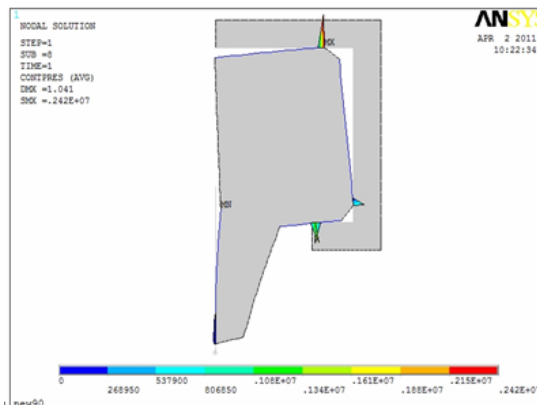 1
NODAL SOLUTION
STEP=1
SUB =8
TIME=1
CONTPRES (AVG)
DMX =1.041
SMX =.242E+07
ANSYS
APR 2 2011
10:22:34
MX
MN
0
268950
537900
806850
.108E+07
.134E+07
.161E+07
.188E+07
.215E+07
.242E+07
new90